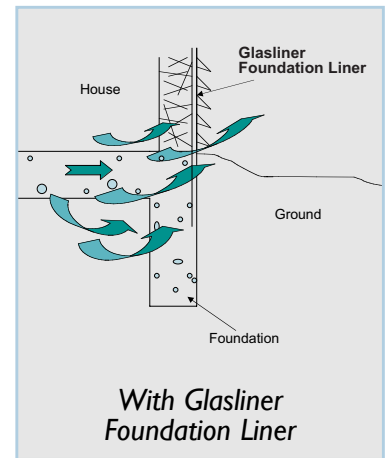 Glasliner
Foundation Liner
House
Ground
Foundation
With Glasliner
Foundation Liner